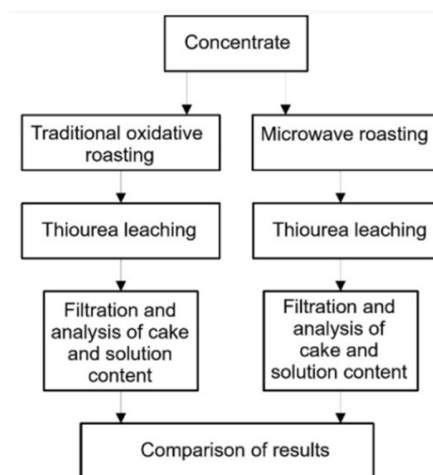 Concentrate
Traditional oxidative
roasting
Microwave roasting
Thiourea leaching
Thiourea leaching
Filtration and
analysis of cake
and solution
content
Filtration and
analysis of
cake and
solution content
Comparison of results